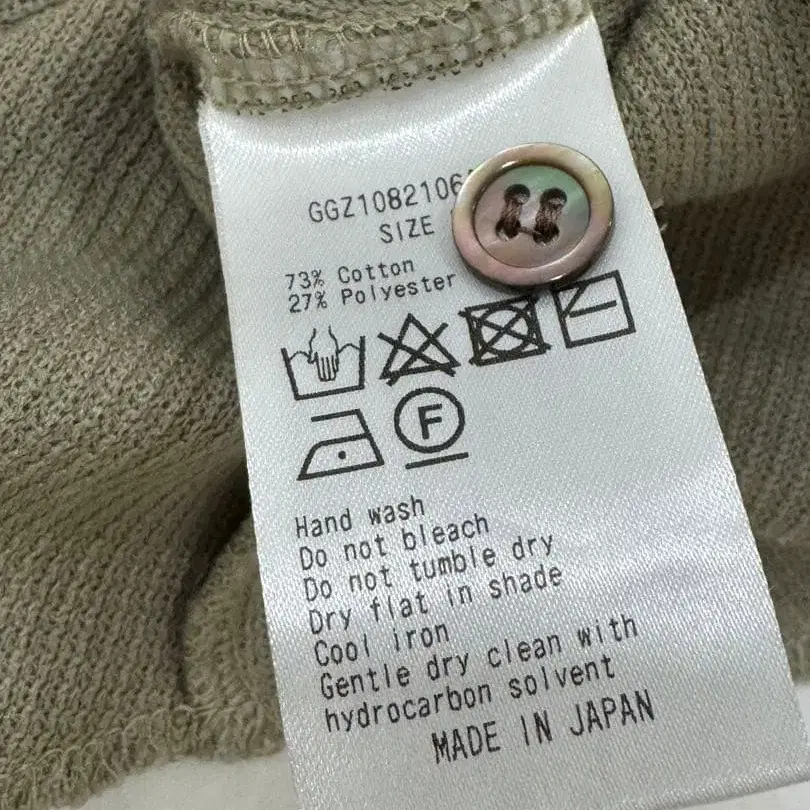 GGZ1082106
SIZE
73% Cotton
27% Polyester
F
Hand wash
Do not bleach
Do not tumble dry
Dry flat in shade
Cool iron
Gentle dry clean with
hydrocarbon solvent
MADE IN JAPAN